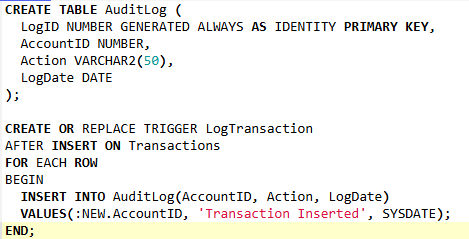 CREATE TABLE AuditLog (
  LogID NUMBER GENERATED ALWAYS AS IDENTITY PRIMARY KEY,
  AccountID NUMBER,
  Action VARCHAR2(50),
  LogDate DATE
);

CREATE OR REPLACE TRIGGER LogTransaction
AFTER INSERT ON Transactions
FOR EACH ROW
BEGIN
  INSERT INTO AuditLog(AccountID, Action, LogDate)
  VALUES(:NEW.AccountID, 'Transaction Inserted', SYSDATE);
END;